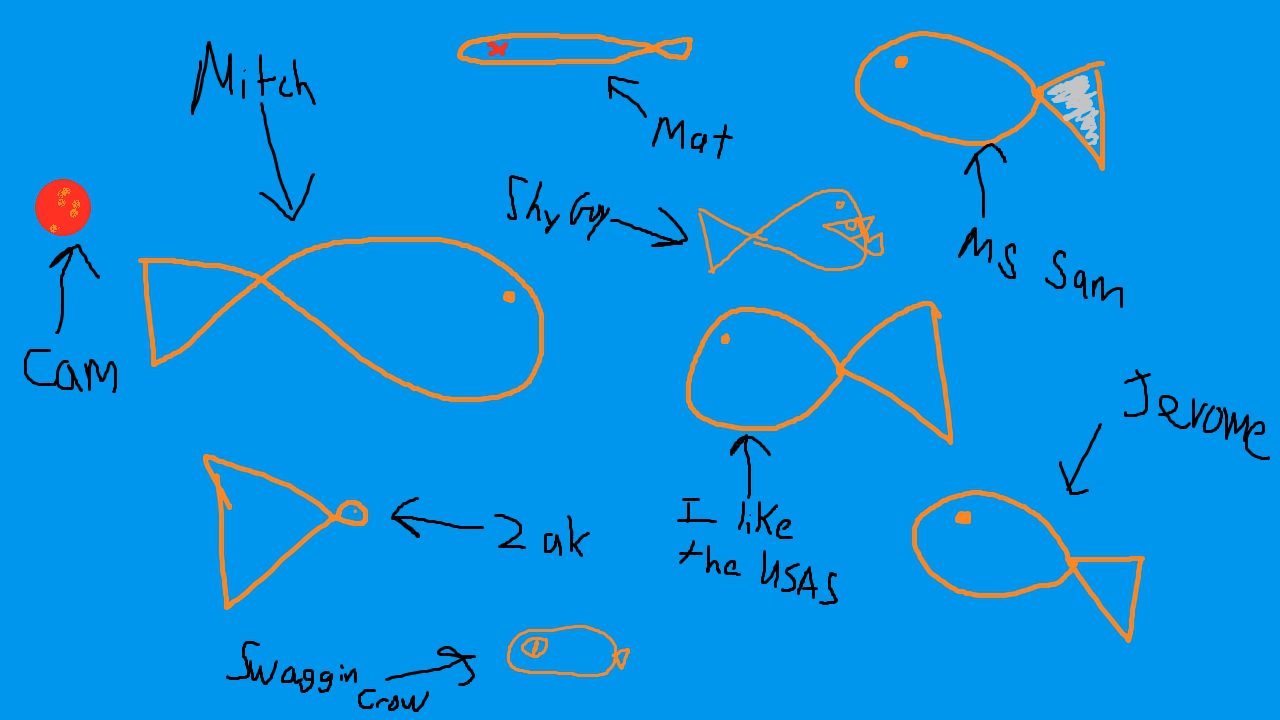 Mitch
Mat
Shy Guy
MS Sam
Cam
Jerome
Zak
I like
the USAS
Swaggin
Crow